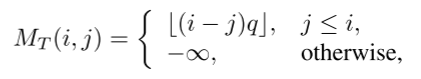 M_T(i, j) = { ⌊(i − j)q⌋, j ≤ i,
−∞, otherwise,